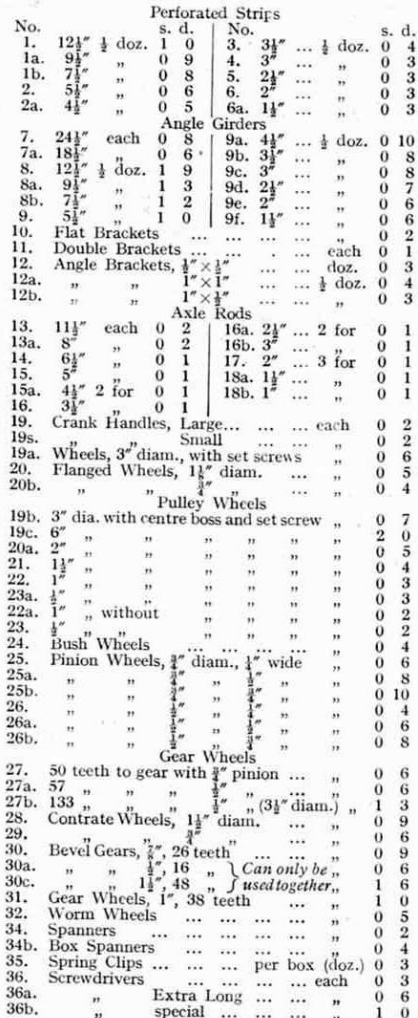 Perforated Strips
No. s. d. No. s. d.
1. 12½″ ½ doz. 1 0 3. 3½″ ... ½ doz. 0 4
1a. 9½″ „ 0 9 4. 3″ ... „ 0 3
1b. 7½″ „ 0 8 5. 2½″ ... „ 0 3
2. 5½″ „ 0 6 6. 2″ ... „ 0 3
2a. 4½″ „ 0 5 6a. 1½″ ... „ 0 3
Angle Girders
7. 24½″ each 0 8 9a. 4½″ ... ½ doz. 0 10
7a. 18½″ „ 0 6 9b. 3½″ ... „ 0 8
8. 12½″ ½ doz. 1 9 9c. 3″ ... „ 0 8
8a. 9½″ „ 1 3 9d. 2½″ ... „ 0 7
8b. 7½″ „ 1 2 9e. 2″ ... „ 0 6
9. 5½″ „ 1 0 9f. 1½″ ... „ 0 6
10. Flat Brackets ... ... ... ... „ 0 2
11. Double Brackets ... ... . ... each 0 1
12. Angle Brackets, ½″×½″ ... ... doz. 0 3
12a. „ „ 1″×1″ ... ... ½ doz. 0 4
12b. „ „ 1″×½″ ... ... „ 0 3
Axle Rods
13. 11½″ each 0 2 16a. 2½″ ... 2 for 0 1
13a. 8″ „ 0 2 16b. 3″ ... „ 0 1
14. 6½″ „ 0 1 17. 2″ ... 3 for 0 1
15. 5″ „ 0 1 18a. 1½″ ... „ 0 1
15a. 4½″ 2 for 0 1 18b. 1″ ... „ 0 1
16. 3½″ „ 0 1
19. Crank Handles, Large... ... ... each 0 2
19s. „ „ Small ... ... „ 0 2
19a. Wheels, 3″ diam., with set screws „ 0 6
20. Flanged Wheels, 1⅛″ diam. ... „ 0 5
20b. „ „ ¾″ „ ... „ 0 4
Pulley Wheels
19b. 3″ dia. with centre boss and set screw „ 0 7
19c. 6″ „ „ „ „ „ „ 2 0
20a. 2″ „ „ „ „ „ „ 0 5
21. 1½″ „ „ „ „ „ „ 0 4
22. 1″ „ „ „ „ „ „ 0 3
23a. ½″ „ „ „ „ „ „ 0 3
22a. 1″ „ without „ „ „ „ 0 2
23. ½″ „ „ „ „ „ „ 0 2
24. Bush Wheels ... ... ... ... „ 0 4
25. Pinion Wheels, ¾″ diam., ¼″ wide „ 0 6
25a. „ „ ¾″ „ ½″ „ „ 0 8
25b. „ „ ¾″ „ ¾″ „ „ 0 10
26. „ „ ½″ „ ¼″ „ „ 0 4
26a. „ „ ½″ „ ½″ „ „ 0 6
26b. „ „ ½″ „ ¾″ „ „ 0 8
Gear Wheels
27. 50 teeth to gear with ¾″ pinion ... „ 0 6
27a. 57 „ „ „ ½″ „ ... „ 0 6
27b. 133 „ „ „ ½″ „ (3½″ diam.) „ 1 3
28. Contrate Wheels, 1½″ diam. ... „ 0 9
29. „ „ ¾″ „ ... „ 0 6
30. Bevel Gears, ⅞″, 26 teeth ... ... „ 0 9
30a. „ „ ½″, 16 „ } Can only be „ 0 6
30c. „ „ 1½″, 48 „ } used together „ 1 6
31. Gear Wheels, 1″, 38 teeth ... „ 1 0
32. Worm Wheels ... ... ... ... „ 0 5
34. Spanners ... ... ... ... „ 0 2
34b. Box Spanners ... ... ... ... „ 0 4
35. Spring Clips ... ... ... per box (doz.) 0 3
36. Screwdrivers ... ... ... ... each 0 3
36a. „ Extra Long ... ... „ 0 6
36b. „ special ... ... ... „ 1 0